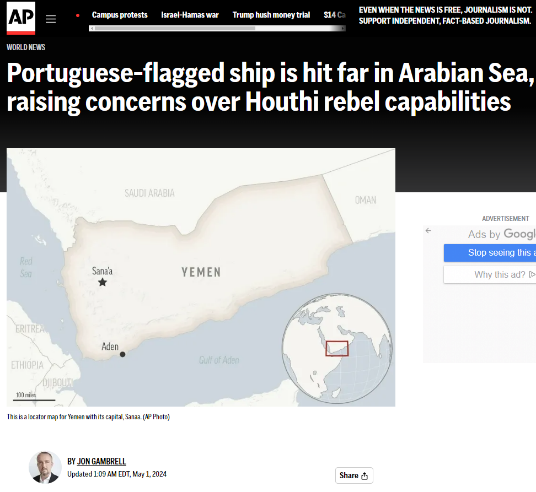 AP
Campus protests Israel-Hamas war Trump hush money trial $14 Ca
EVEN WHEN THE NEWS IS FREE, JOURNALISM IS NOT.
SUPPORT INDEPENDENT, FACT-BASED JOURNALISM.
WORLD NEWS
Portuguese-flagged ship is hit far in Arabian Sea,
raising concerns over Houthi rebel capabilities
SAUDI ARABIA
OMAN
Red
Sea
Sana'a
YEMEN
ERITREA
Aden
Gulf of Aden
ETHIOPIA
DJIBOUTI
100 miles
ADVERTISEMENT
Ads by Google
Stop seeing this a
Why this ad?
This is a locator map for Yemen with its capital, Sanaa. (AP Photo)
BY JON GAMBRELL
Updated 1:09 AM EDT, May 1, 2024
Share